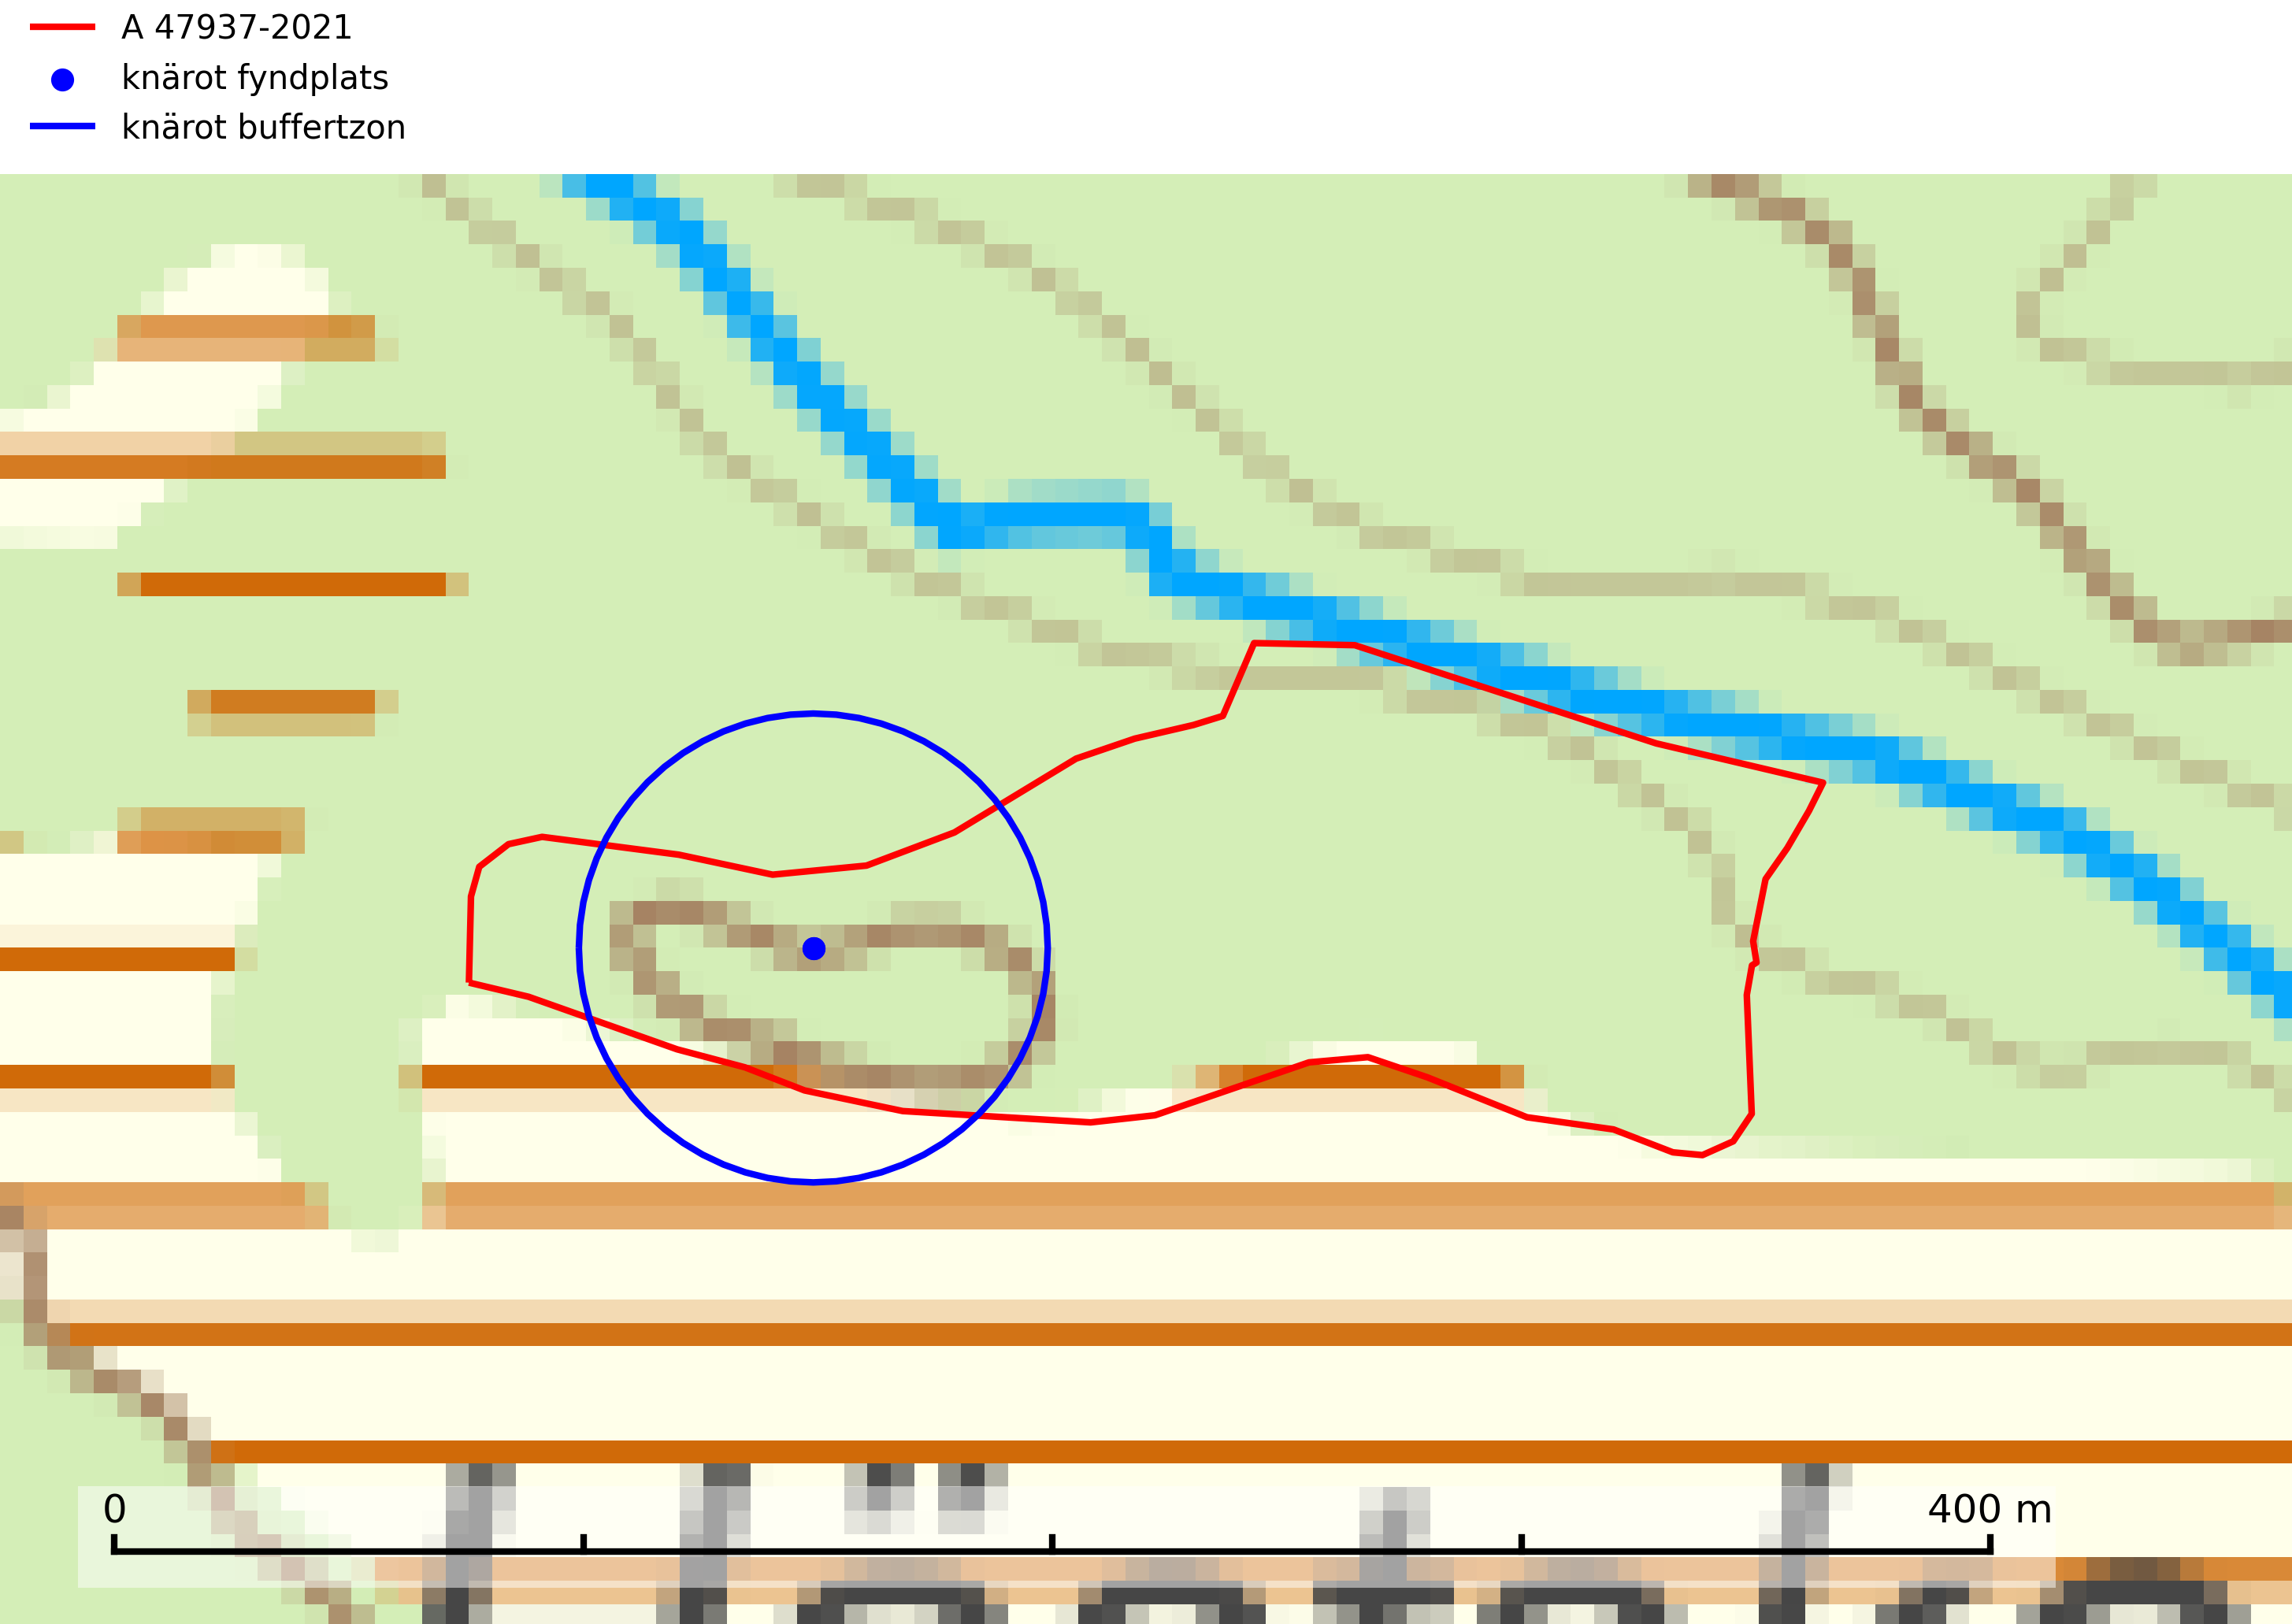 A 47937-2021
knärot fyndplats
knärot buffertzon
0 400 m